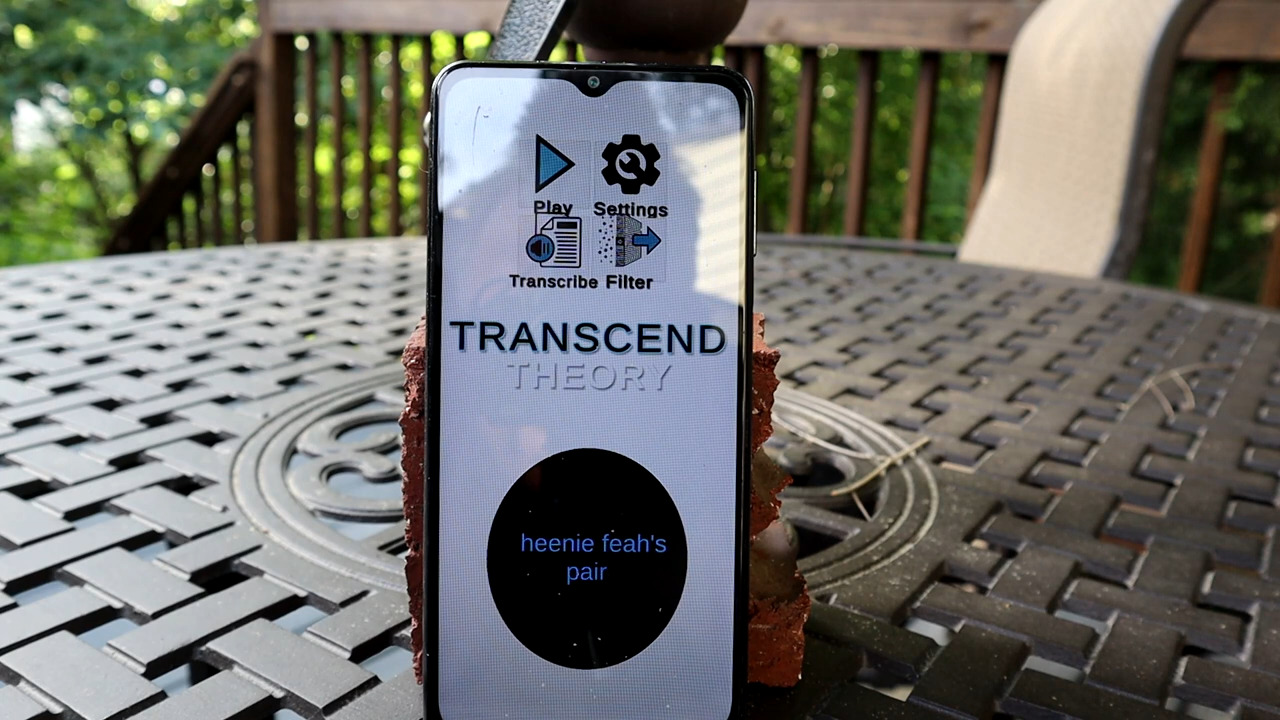 Play Settings
Transcribe Filter
TRANSCEND
THEORY
heenie feah's
pair